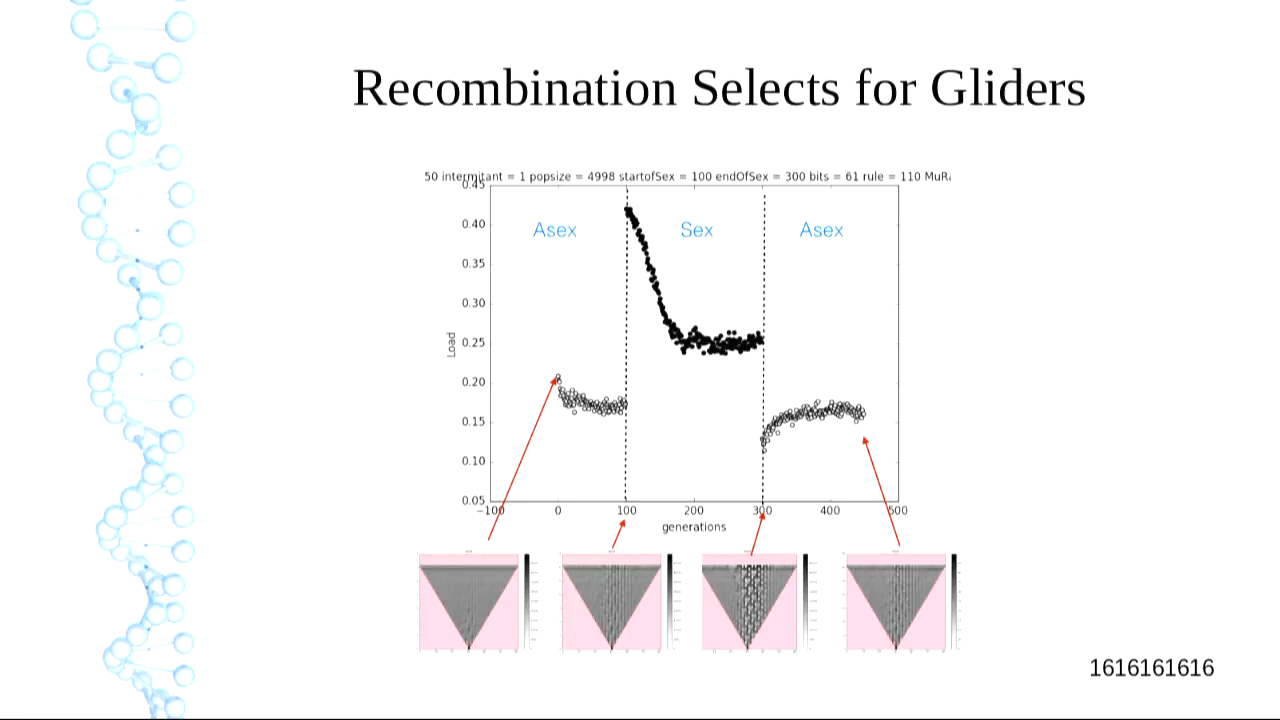 Recombination Selects for Gliders
50 intermitant = 1 popsize = 4998 startofSex = 100 endOfSex = 300 bits = 61 rule = 110 MuRa
0.45
Asex Sex Asex
0.40
0.35
0.30
0.25
Load
0.20
0.15
0.10
0.05
−100 0 100 200 300 400 500
generations
1616161616